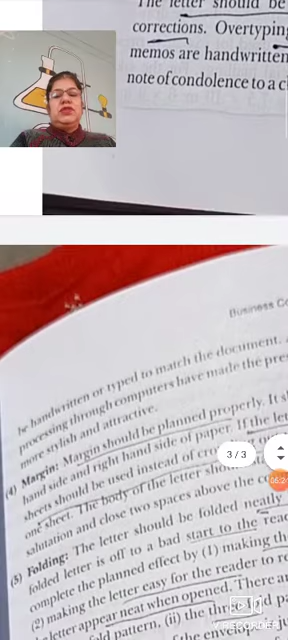 The letter should be
corrections. Overtyping
memos are handwritten
note of condolence to a c
Business Co
be handwritten or typed to match the document.
processing through computers have made the pre
more stylish and attractive.
(4) Margin: Margin should be planned properly. It s
hand side and right hand side of paper. If the let
sheets should be used instead of
one sheet. The body of the letter sho
salutation and close two spaces above the
(5) Folding: The letter should be folded neatly
folded letter is off to a bad start to the reac
complete the planned effect by (1) making th
(2) making the letter easy for the reader to r
letter appear neat when opened. There ar
pattern. (ii) the
3/3